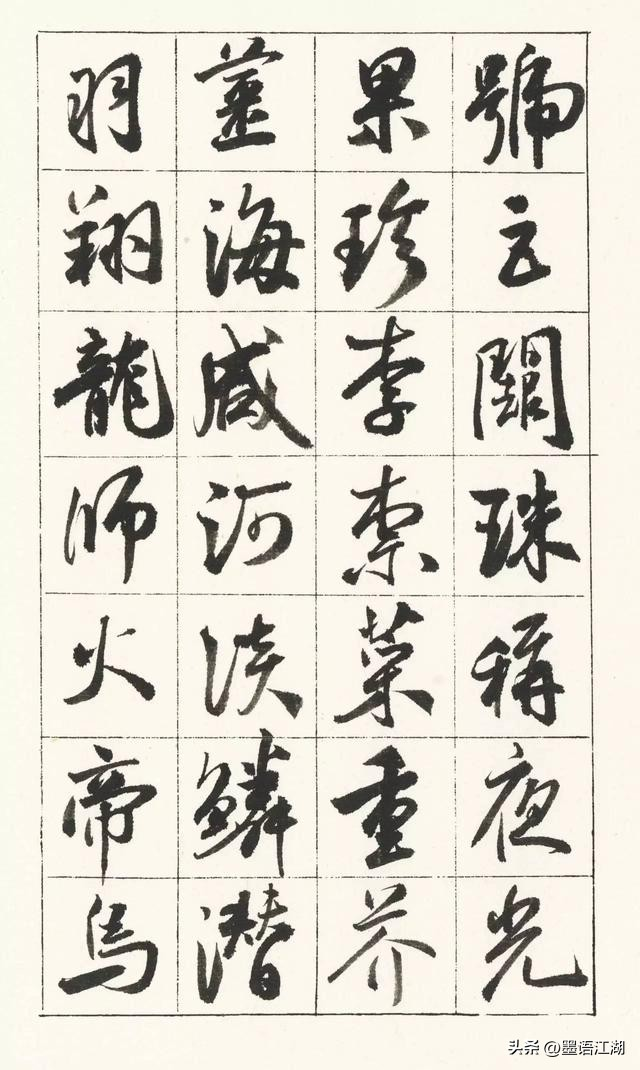 號巨闕珠稱夜光
果珍李柰菜重芥
薑海咸河淡鱗潛
羽翔龍師火帝鳥
头条 @墨语江湖